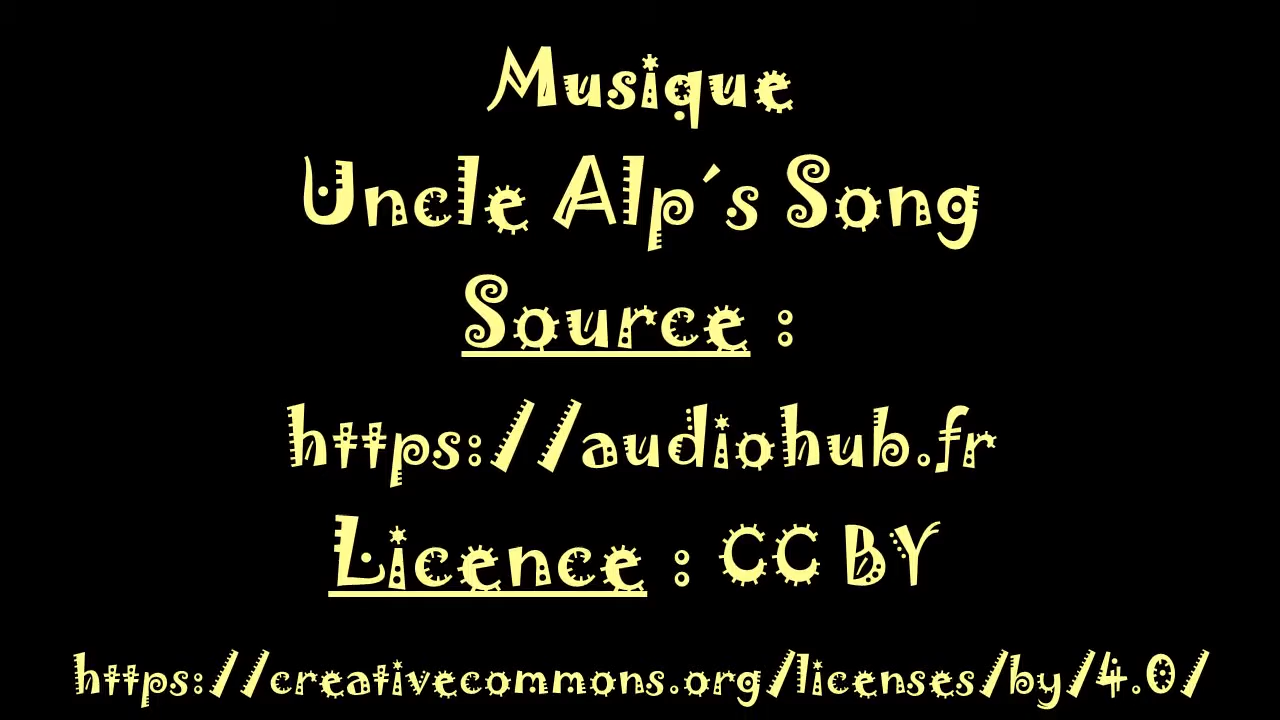 Musique
Uncle Alp's Song
Source :
https://audiohub.fr
Licence : CC BY
https://creativecommons.org/licenses/by/4.0/